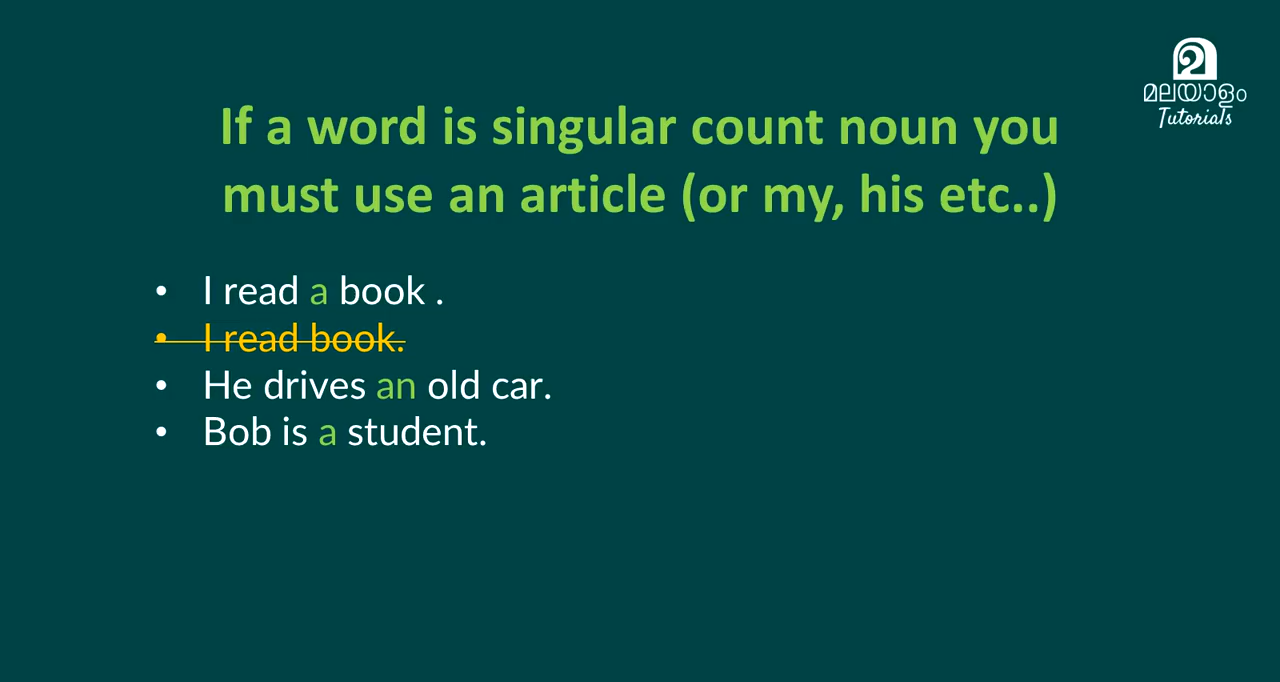 മലയാളം
Tutorials
If a word is singular count noun you
must use an article (or my, his etc..)
• I read a book .
• I read book.
• He drives an old car.
• Bob is a student.